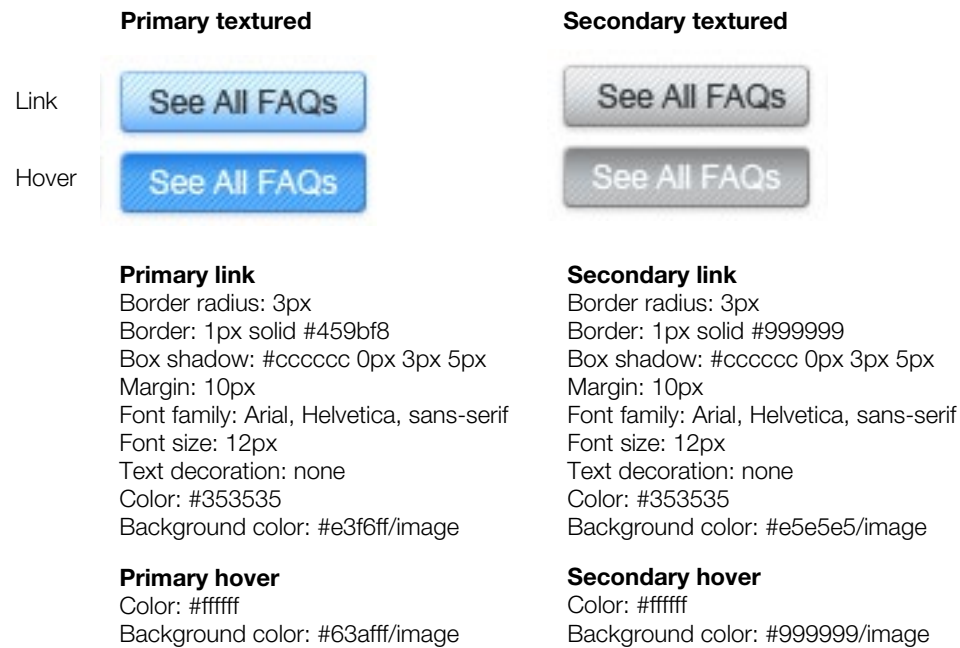 Primary textured
Secondary textured
Link
See All FAQs
See All FAQs
Hover
See All FAQs
See All FAQs
Primary link
Border radius: 3px
Border: 1px solid #459bf8
Box shadow: #cccccc 0px 3px 5px
Margin: 10px
Font family: Arial, Helvetica, sans-serif
Font size: 12px
Text decoration: none
Color: #353535
Background color: #e3f6ff/image
Primary hover
Color: #ffffff
Background color: #63afff/image
Secondary link
Border radius: 3px
Border: 1px solid #999999
Box shadow: #cccccc 0px 3px 5px
Margin: 10px
Font family: Arial, Helvetica, sans-serif
Font size: 12px
Text decoration: none
Color: #353535
Background color: #e5e5e5/image
Secondary hover
Color: #ffffff
Background color: #999999/image